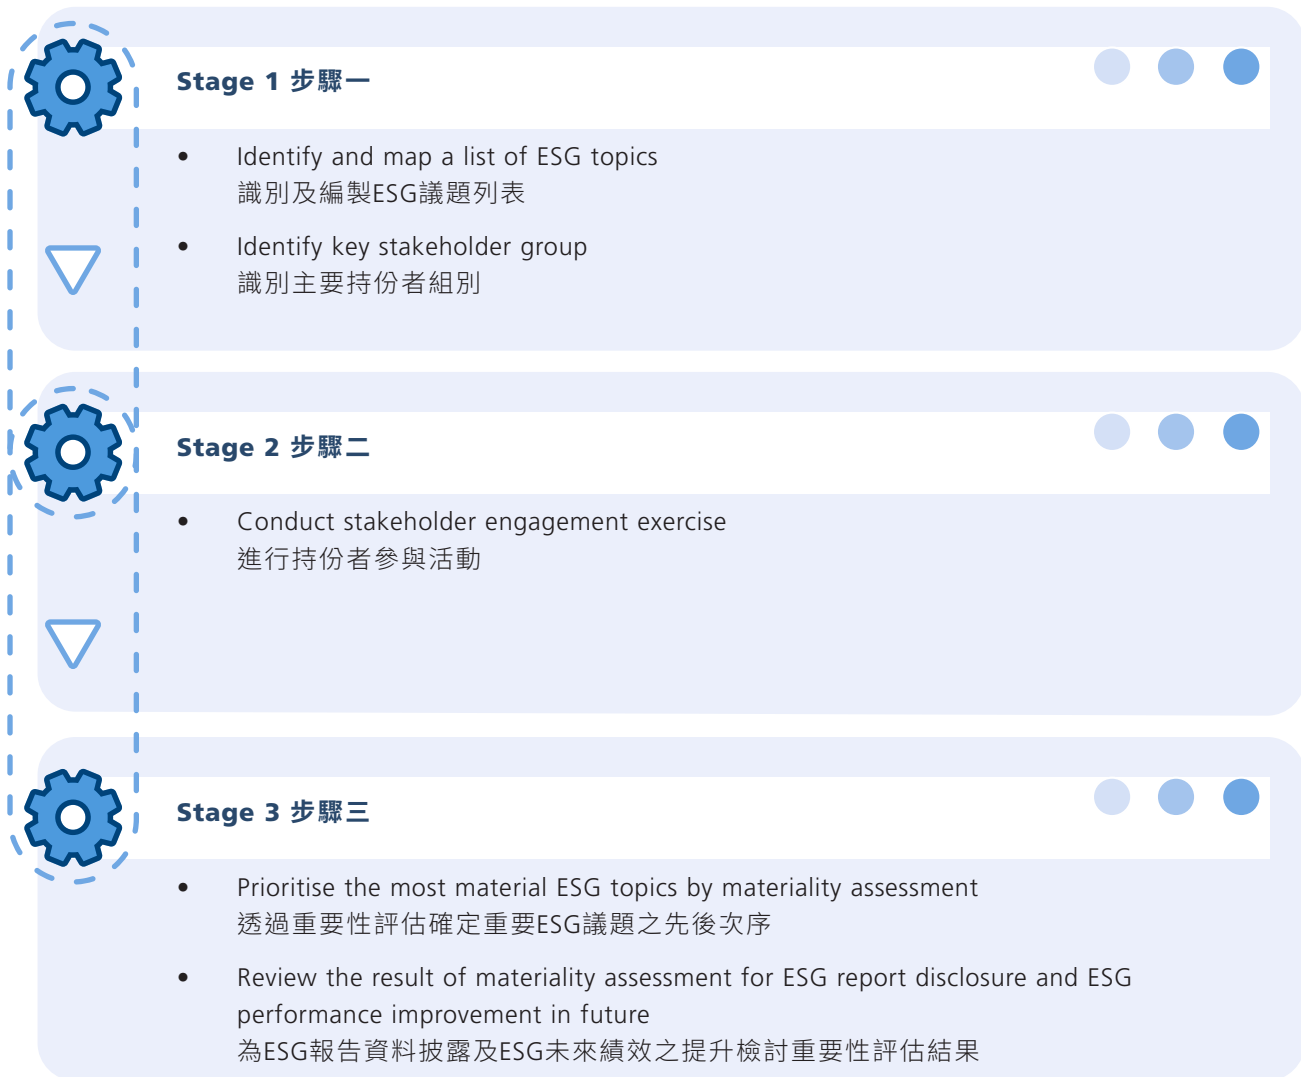 Stage 1 步驟一
• Identify and map a list of ESG topics
識別及編製ESG議題列表
• Identify key stakeholder group
識別主要持份者組別
Stage 2 步驟二
• Conduct stakeholder engagement exercise
進行持份者參與活動
Stage 3 步驟三
• Prioritise the most material ESG topics by materiality assessment
透過重要性評估確定重要ESG議題之先後次序
• Review the result of materiality assessment for ESG report disclosure and ESG
performance improvement in future
為ESG報告資料披露及ESG未來績效之提升檢討重要性評估結果